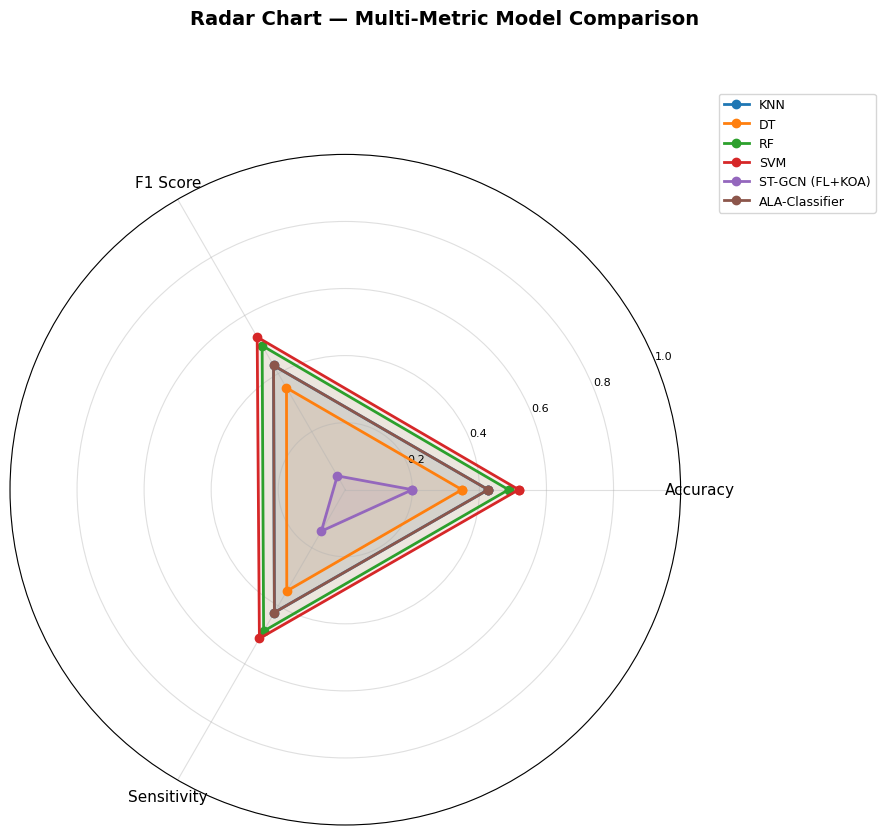 Radar Chart — Multi-Metric Model Comparison
KNN
DT
RF
SVM
ST-GCN (FL+KOA)
ALA-Classifier
F1 Score
1.0
0.8
0.6
0.4
0.2
Accuracy
Sensitivity